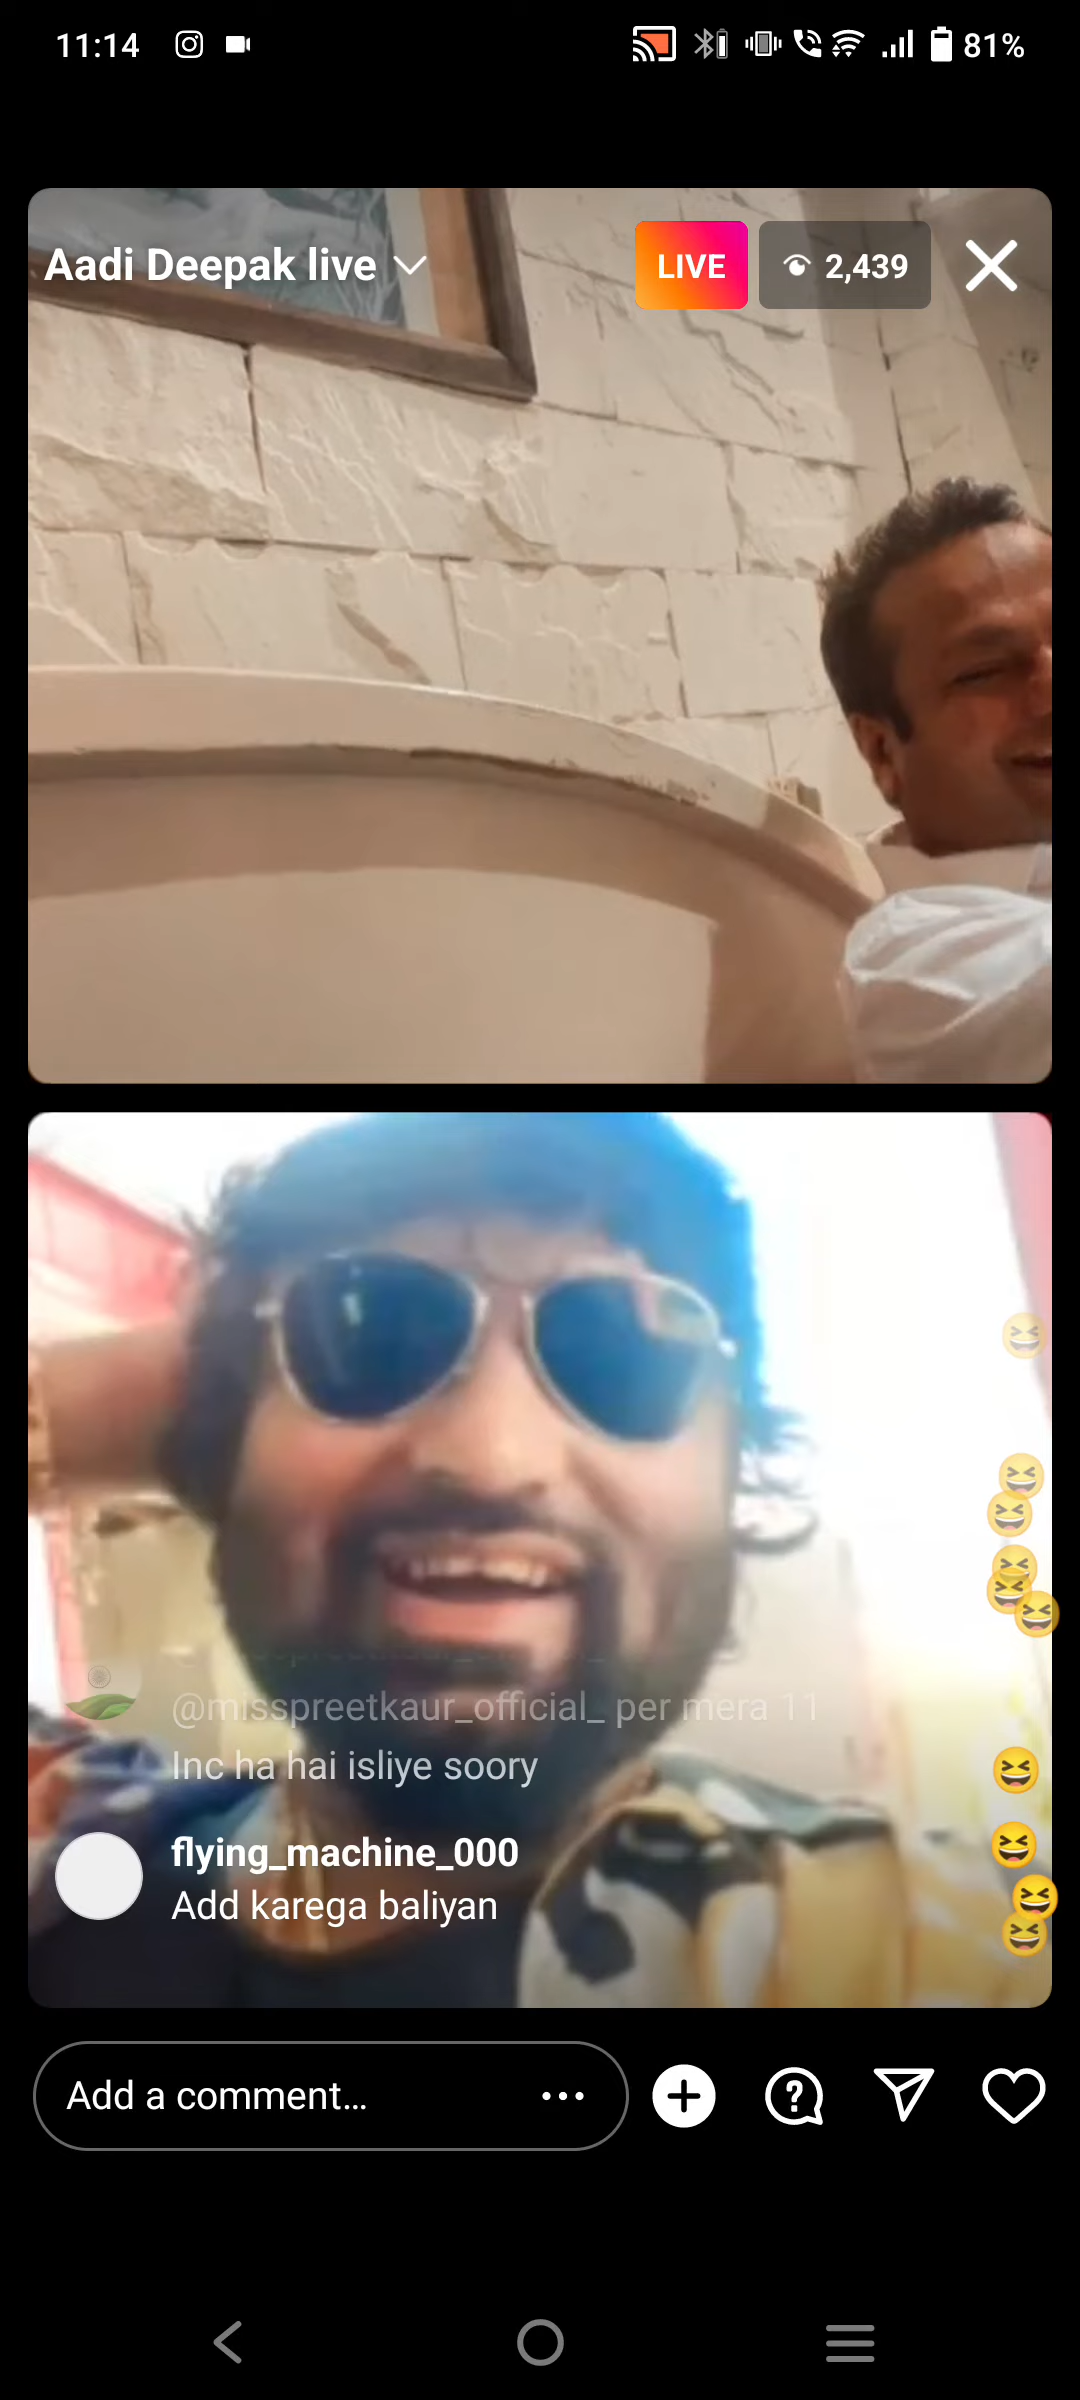 11:14
81%
Aadi Deepak live
LIVE
2,439
@misspreetkaur_official_ per mera 11
Inc ha hai isliye soory
flying_machine_000
Add karega baliyan
Add a comment...